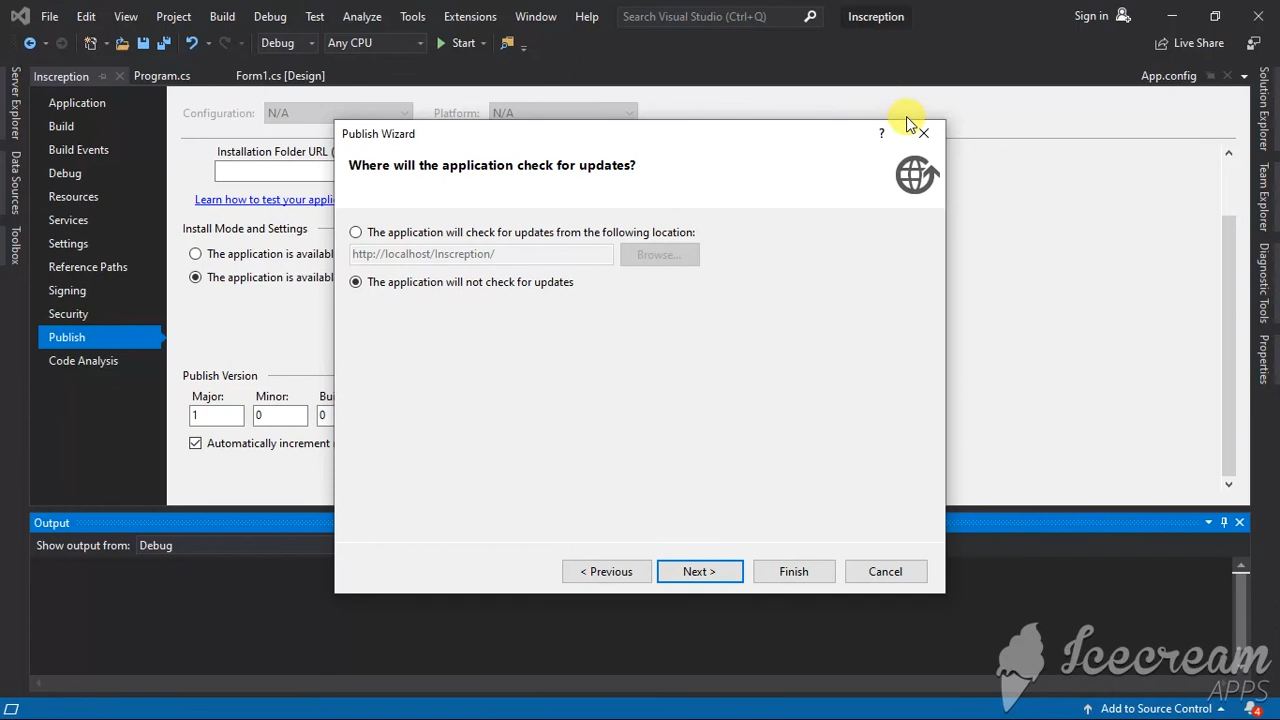 File Edit View Project Build Debug Test Analyze Tools Extensions Window Help Search Visual Studio (Ctrl+Q) Inscreption Sign in
Debug Any CPU Start Live Share
Inscreption Program.cs Form1.cs [Design] App.config
Server Explorer
Data Sources
Toolbox
Application
Build
Build Events
Debug
Resources
Services
Settings
Reference Paths
Signing
Security
Publish
Code Analysis
Configuration: N/A Platform: N/A
Installation Folder URL (
Learn how to test your appli
Install Mode and Settings
The application is availabl
The application is availabl
Publish Version
Major: Minor: Bu
1 0 0
Automatically increment
Publish Wizard
?
Where will the application check for updates?
The application will check for updates from the following location:
http://localhost/Inscreption/ Browse...
The application will not check for updates
< Previous Next > Finish Cancel
Solution Explorer
Team Explorer
Diagnostic Tools
Properties
Output
Show output from: Debug
Icecream
APPS
Add to Source Control 4